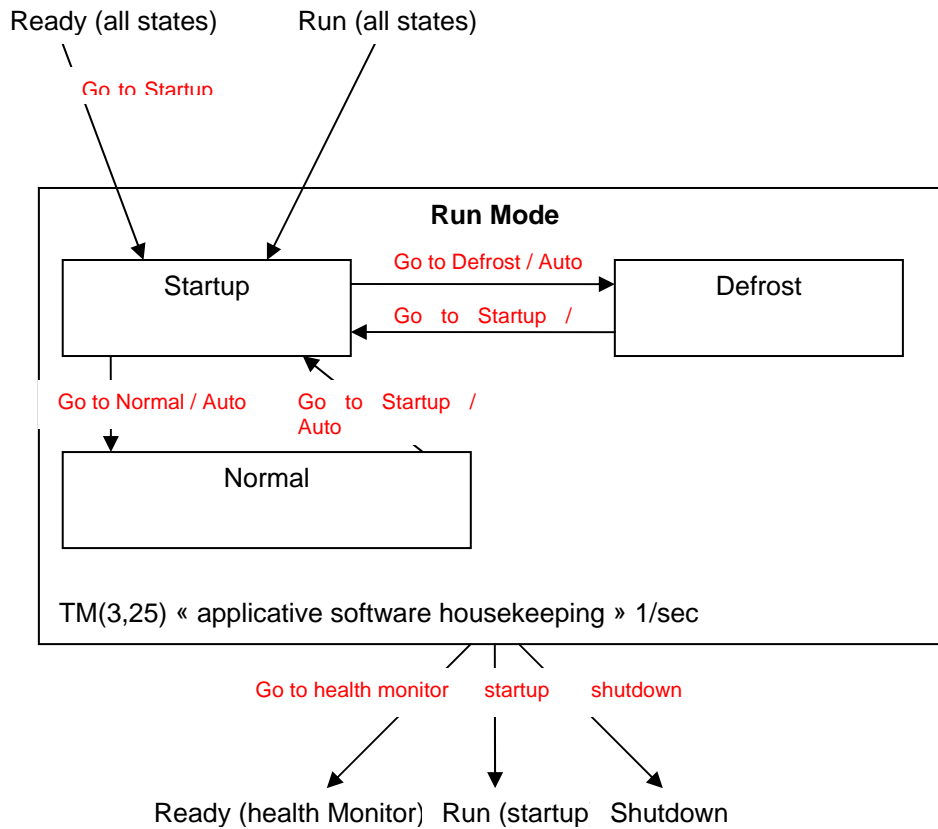 Ready (all states)
Run (all states)
Go to Startup
Run Mode
Startup
Go to Defrost / Auto
Defrost
Go to Startup /
Go to Normal / Auto
Go to Startup /
Auto
Normal
TM(3,25) « applicative software housekeeping » 1/sec
Go to health monitor
startup
shutdown
Ready (health Monitor)
Run (startup
Shutdown